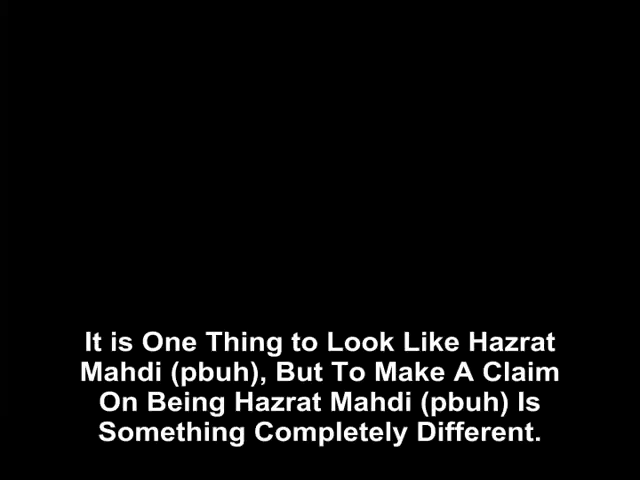 It is One Thing to Look Like Hazrat
Mahdi (pbuh), But To Make A Claim
On Being Hazrat Mahdi (pbuh) Is
Something Completely Different.